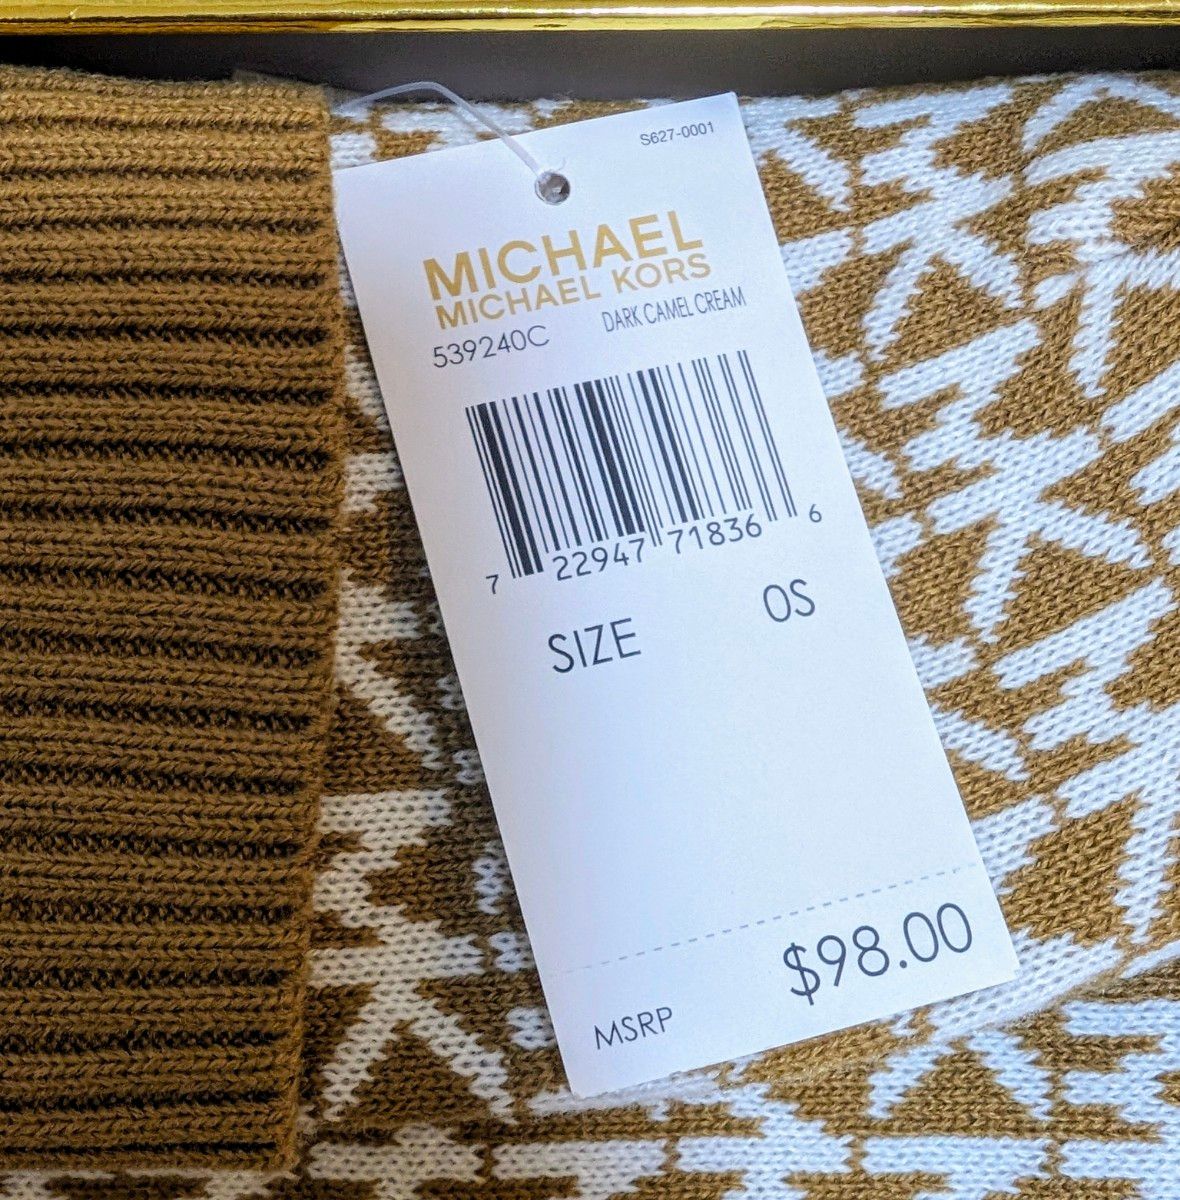 S627-0001
MICHAEL
MICHAEL KORS
539240C DARK CAMEL CREAM
7 22947 71836 6
SIZE OS
$98.00
MSRP